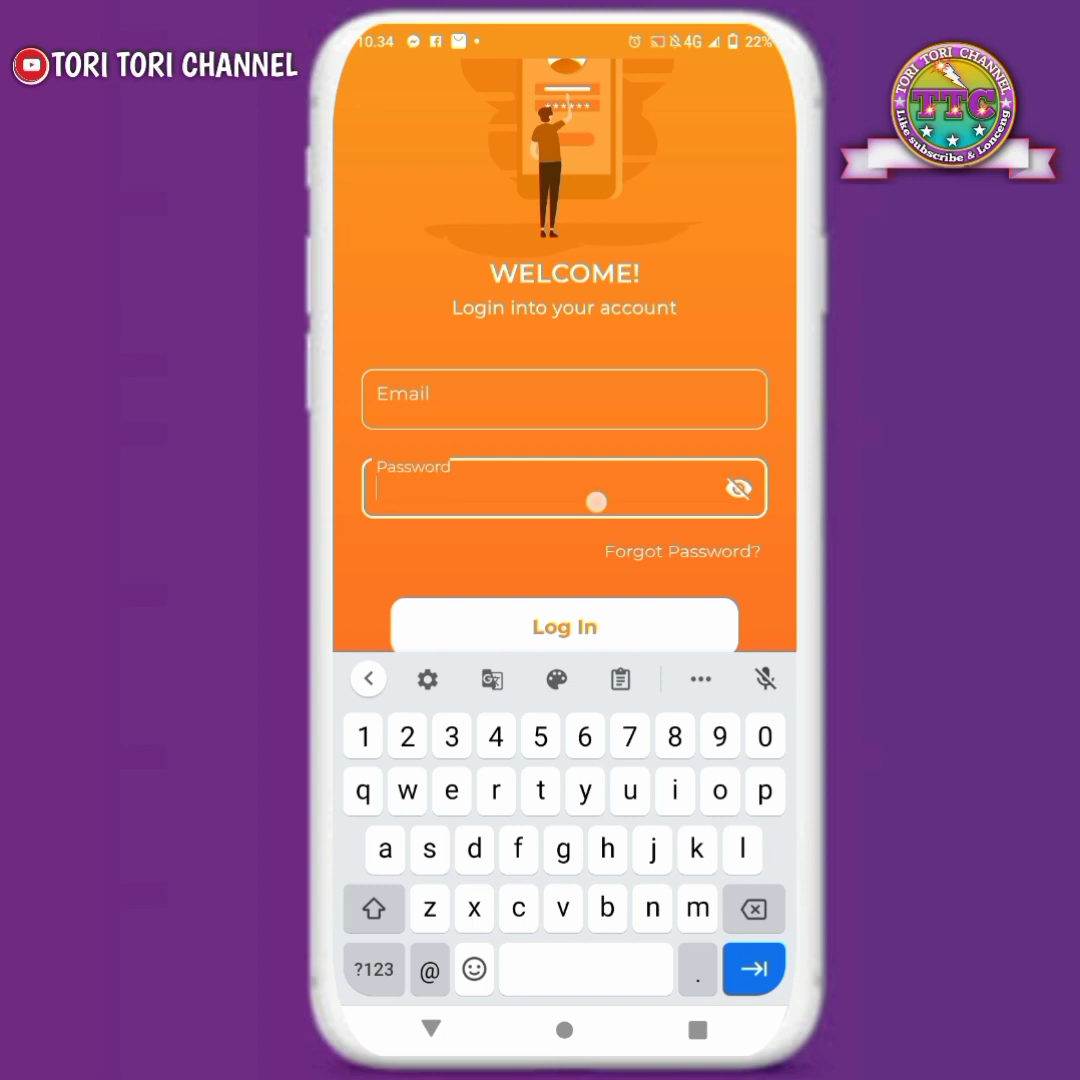 TORI TORI CHANNEL
TORI TORI CHANNEL
TTC
Like subscribe & Lonceng
10.34
4G
22%
******
WELCOME!
Login into your account
Email
Password
Forgot Password?
Log In
1 2 3 4 5 6 7 8 9 0
q w e r t y u i o p
a s d f g h j k l
z x c v b n m
?123 @ .